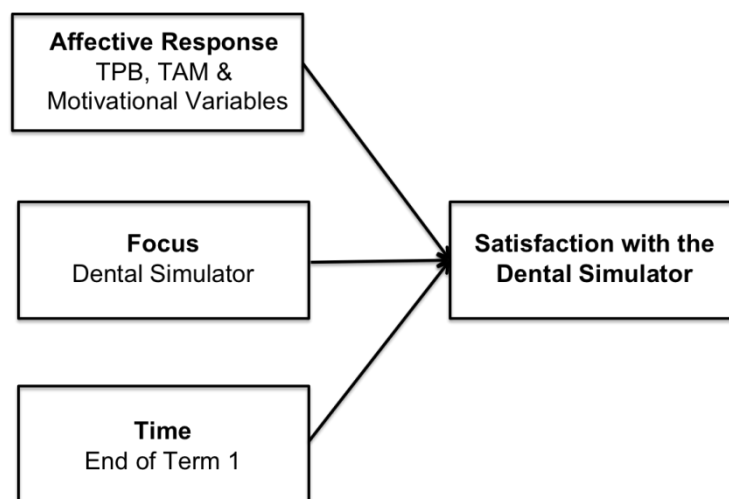 Affective Response
TPB, TAM &
Motivational Variables
Focus
Dental Simulator
Satisfaction with the
Dental Simulator
Time
End of Term 1